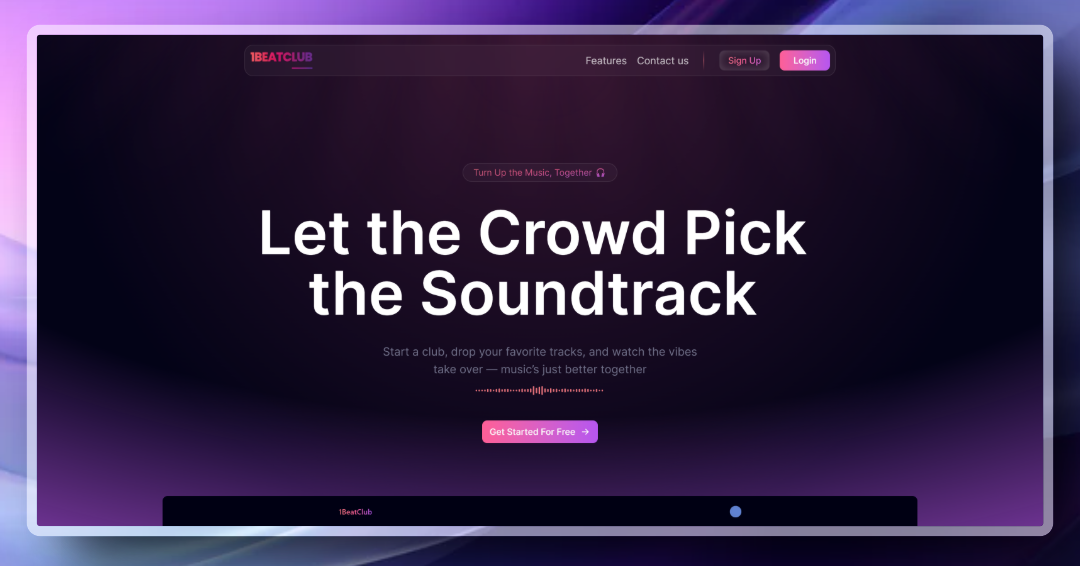 1BEATCLUB
Features Contact us Sign Up Login
Turn Up the Music, Together
Let the Crowd Pick
the Soundtrack
Start a club, drop your favorite tracks, and watch the vibes
take over — music's just better together
Get Started For Free →
1BeatClub